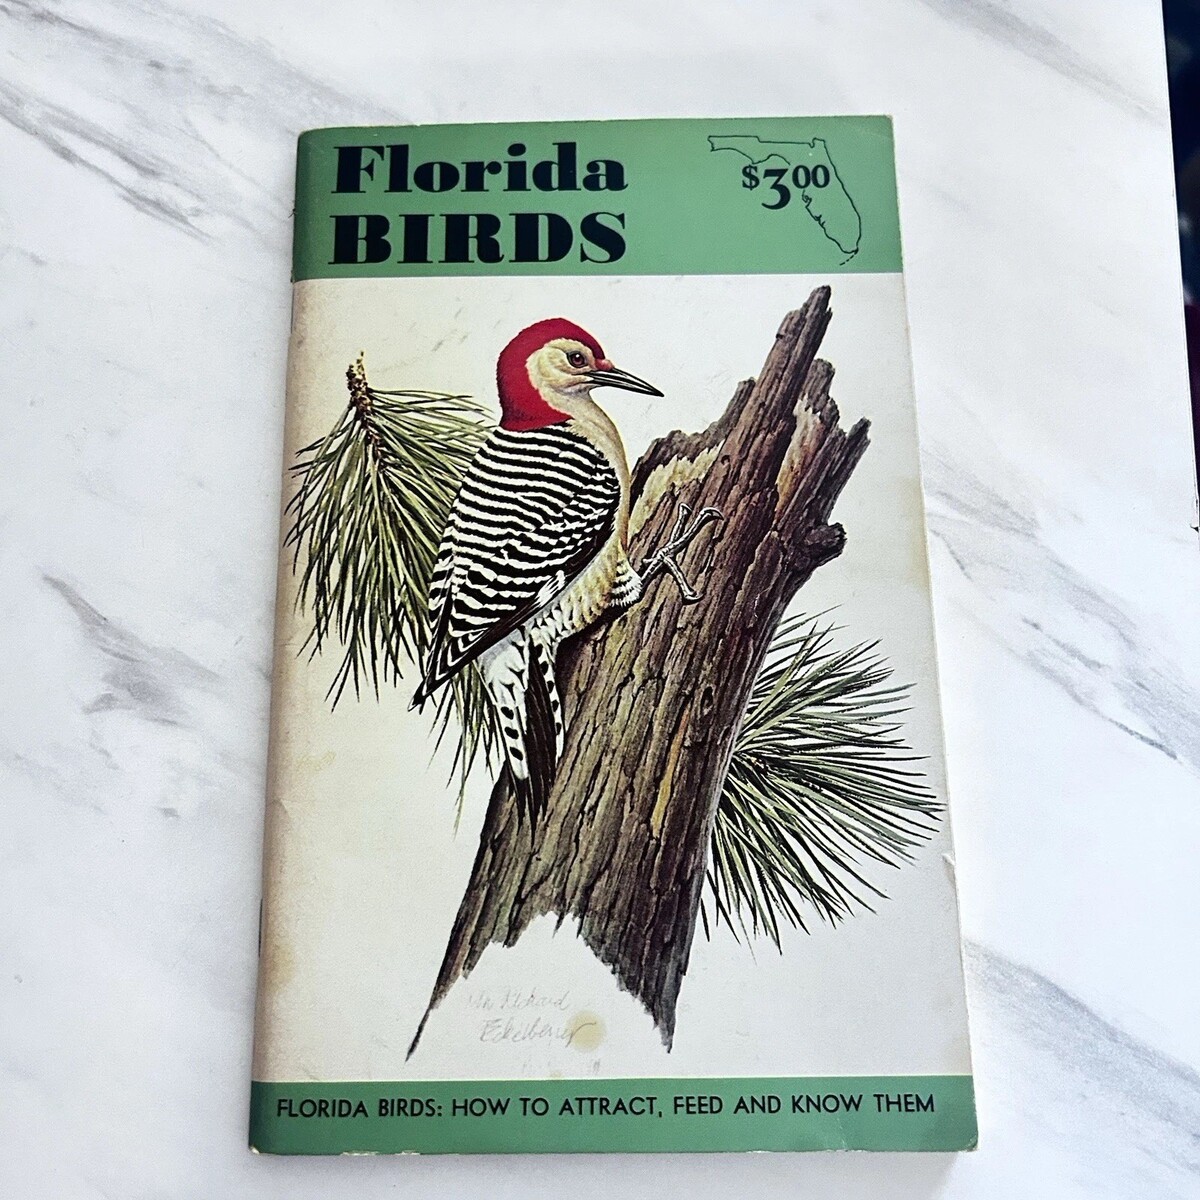 Florida
BIRDS
$3.00
FLORIDA BIRDS: HOW TO ATTRACT, FEED AND KNOW THEM